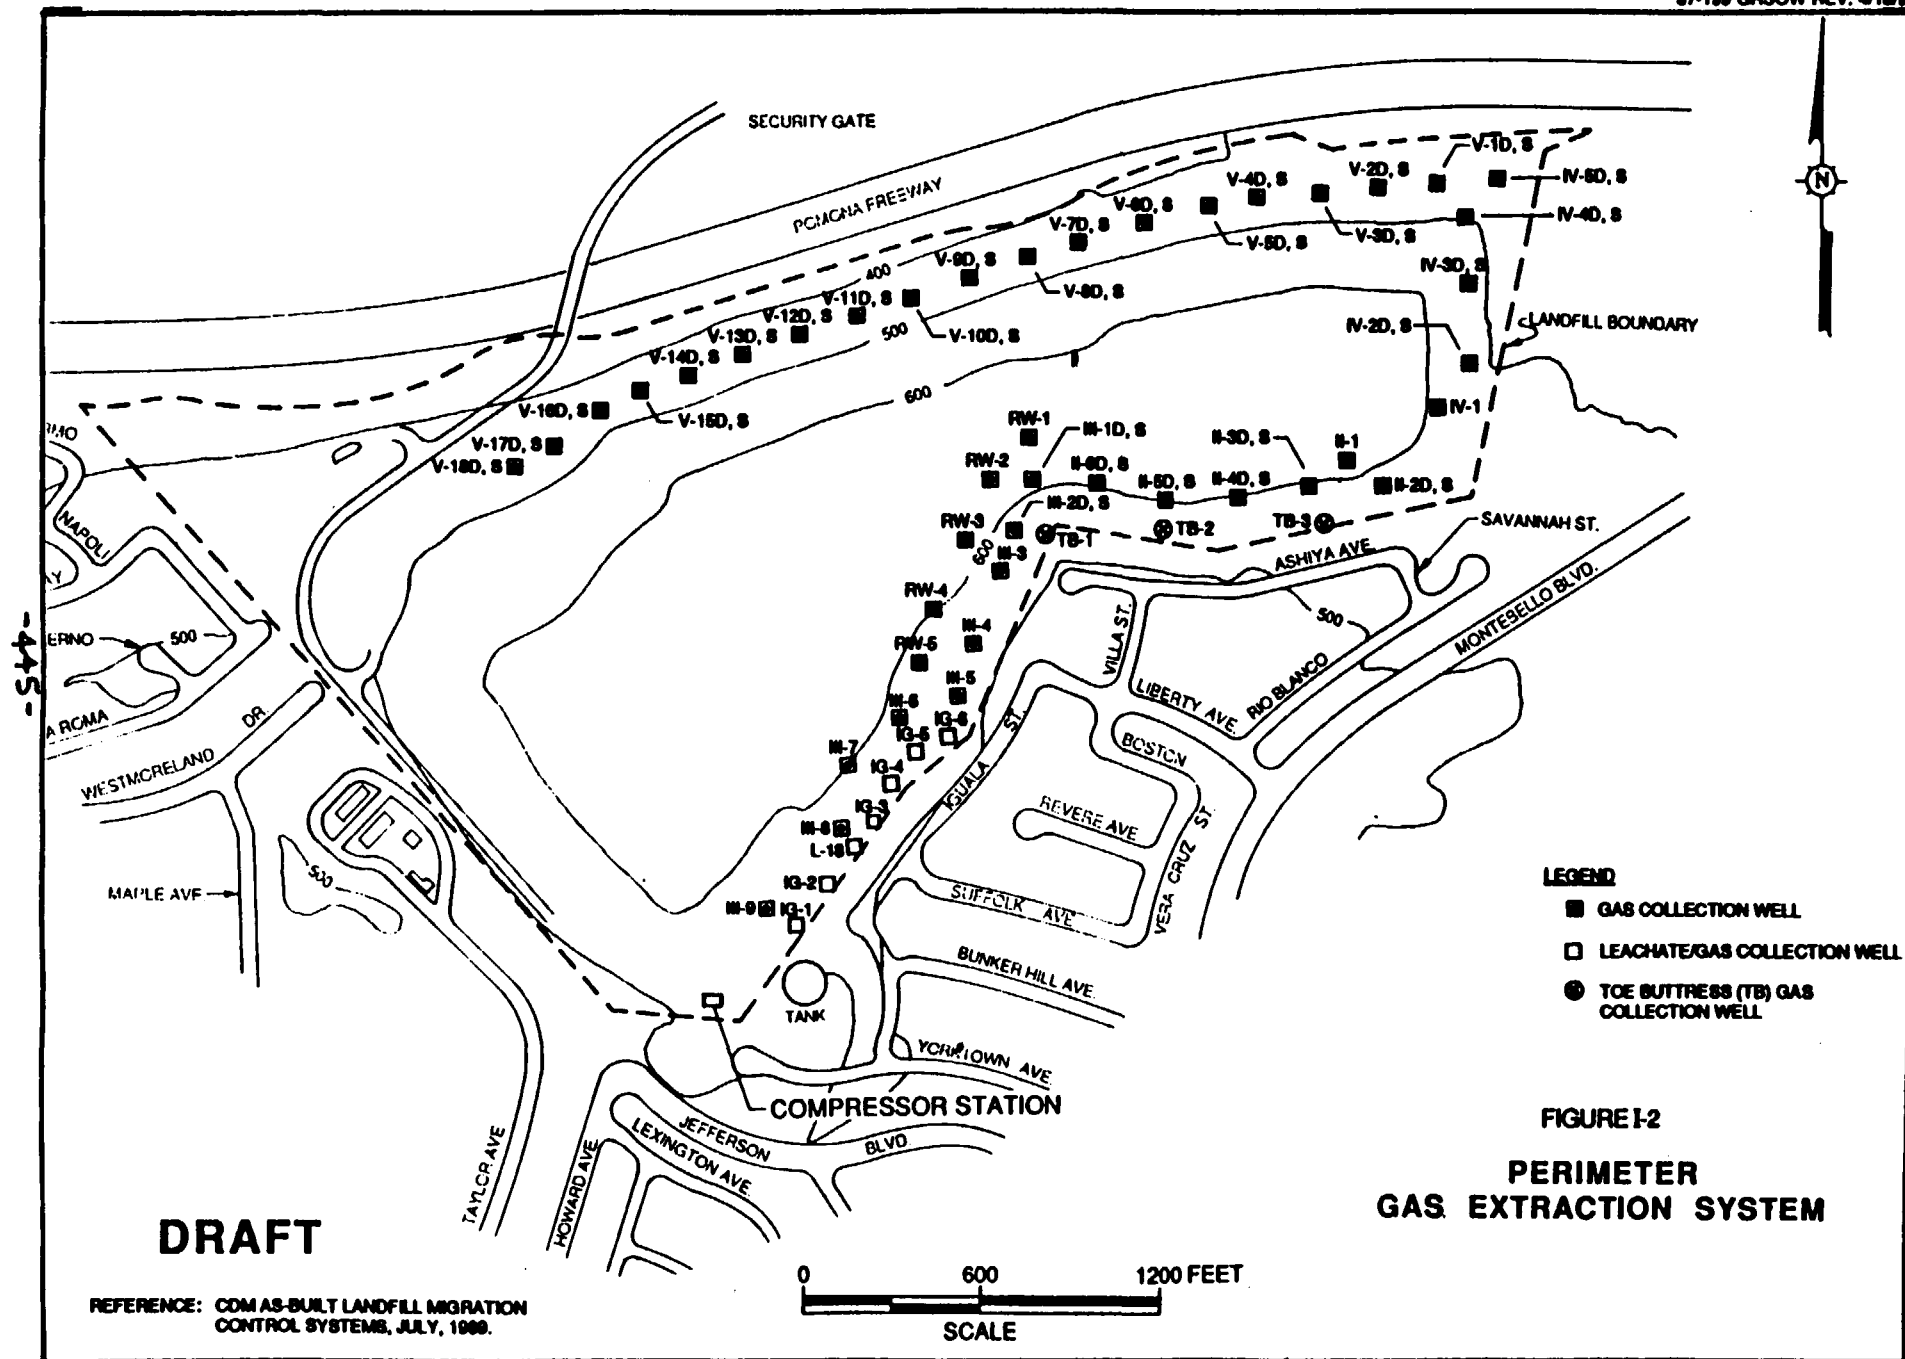 SECURITY GATE
POMONA FREEWAY
N
V-1D, S
V-2D, S
IV-5D, S
V-4D, S
IV-4D, S
V-6D, S
V-3D, S
V-5D, S
V-7D, S
V-9D, S
IV-3D, S
400
V-8D, S
V-11D, S
IV-2D, S
LANDFILL BOUNDARY
V-12D, S
500
V-10D, S
V-13D, S
V-14D, S
600
V-16D, S
V-15D, S
IV-1
RW-1
III-1D, S
II-3D, S
II-1
V-17D, S
V-18D, S
RW-2
II-6D, S
II-5D, S
II-4D, S
II-2D, S
III-2D, S
RW-3
TB-1
TB-2
TB-3
SAVANNAH ST.
NAPOLI
600
III-3
ASHIYA AVE.
RW-4
500
MONTEBELLO BLVD.
ERNO
500
III-4
RW-5
VILLA ST.
-445-
III-5
LIBERTY AVE.
RIO BLANCO
A ROMA
DR.
III-6
IG-6
ST.
IG-5
BOSTON
WESTMORELAND
III-7
IG-4
IGUALA
IG-3
REVERE AVE
III-8
L-18
VERA CRUZ ST.
500
IG-2
MAPLE AVE
III-9
IG-1
SUFFOLK AVE
BUNKER HILL AVE.
TANK
YORKTOWN AVE.
COMPRESSOR STATION
JEFFERSON
BLVD.
LEXINGTON AVE.
TAYLOR AVE
HOWARD AVE
LEGEND
GAS COLLECTION WELL
LEACHATE/GAS COLLECTION WELL
TOE BUTTRESS (TB) GAS
COLLECTION WELL
FIGURE I-2
PERIMETER
GAS EXTRACTION SYSTEM
DRAFT
0 600 1200 FEET
SCALE
REFERENCE: CDM AS-BUILT LANDFILL MIGRATION
CONTROL SYSTEMS, JULY, 1989.